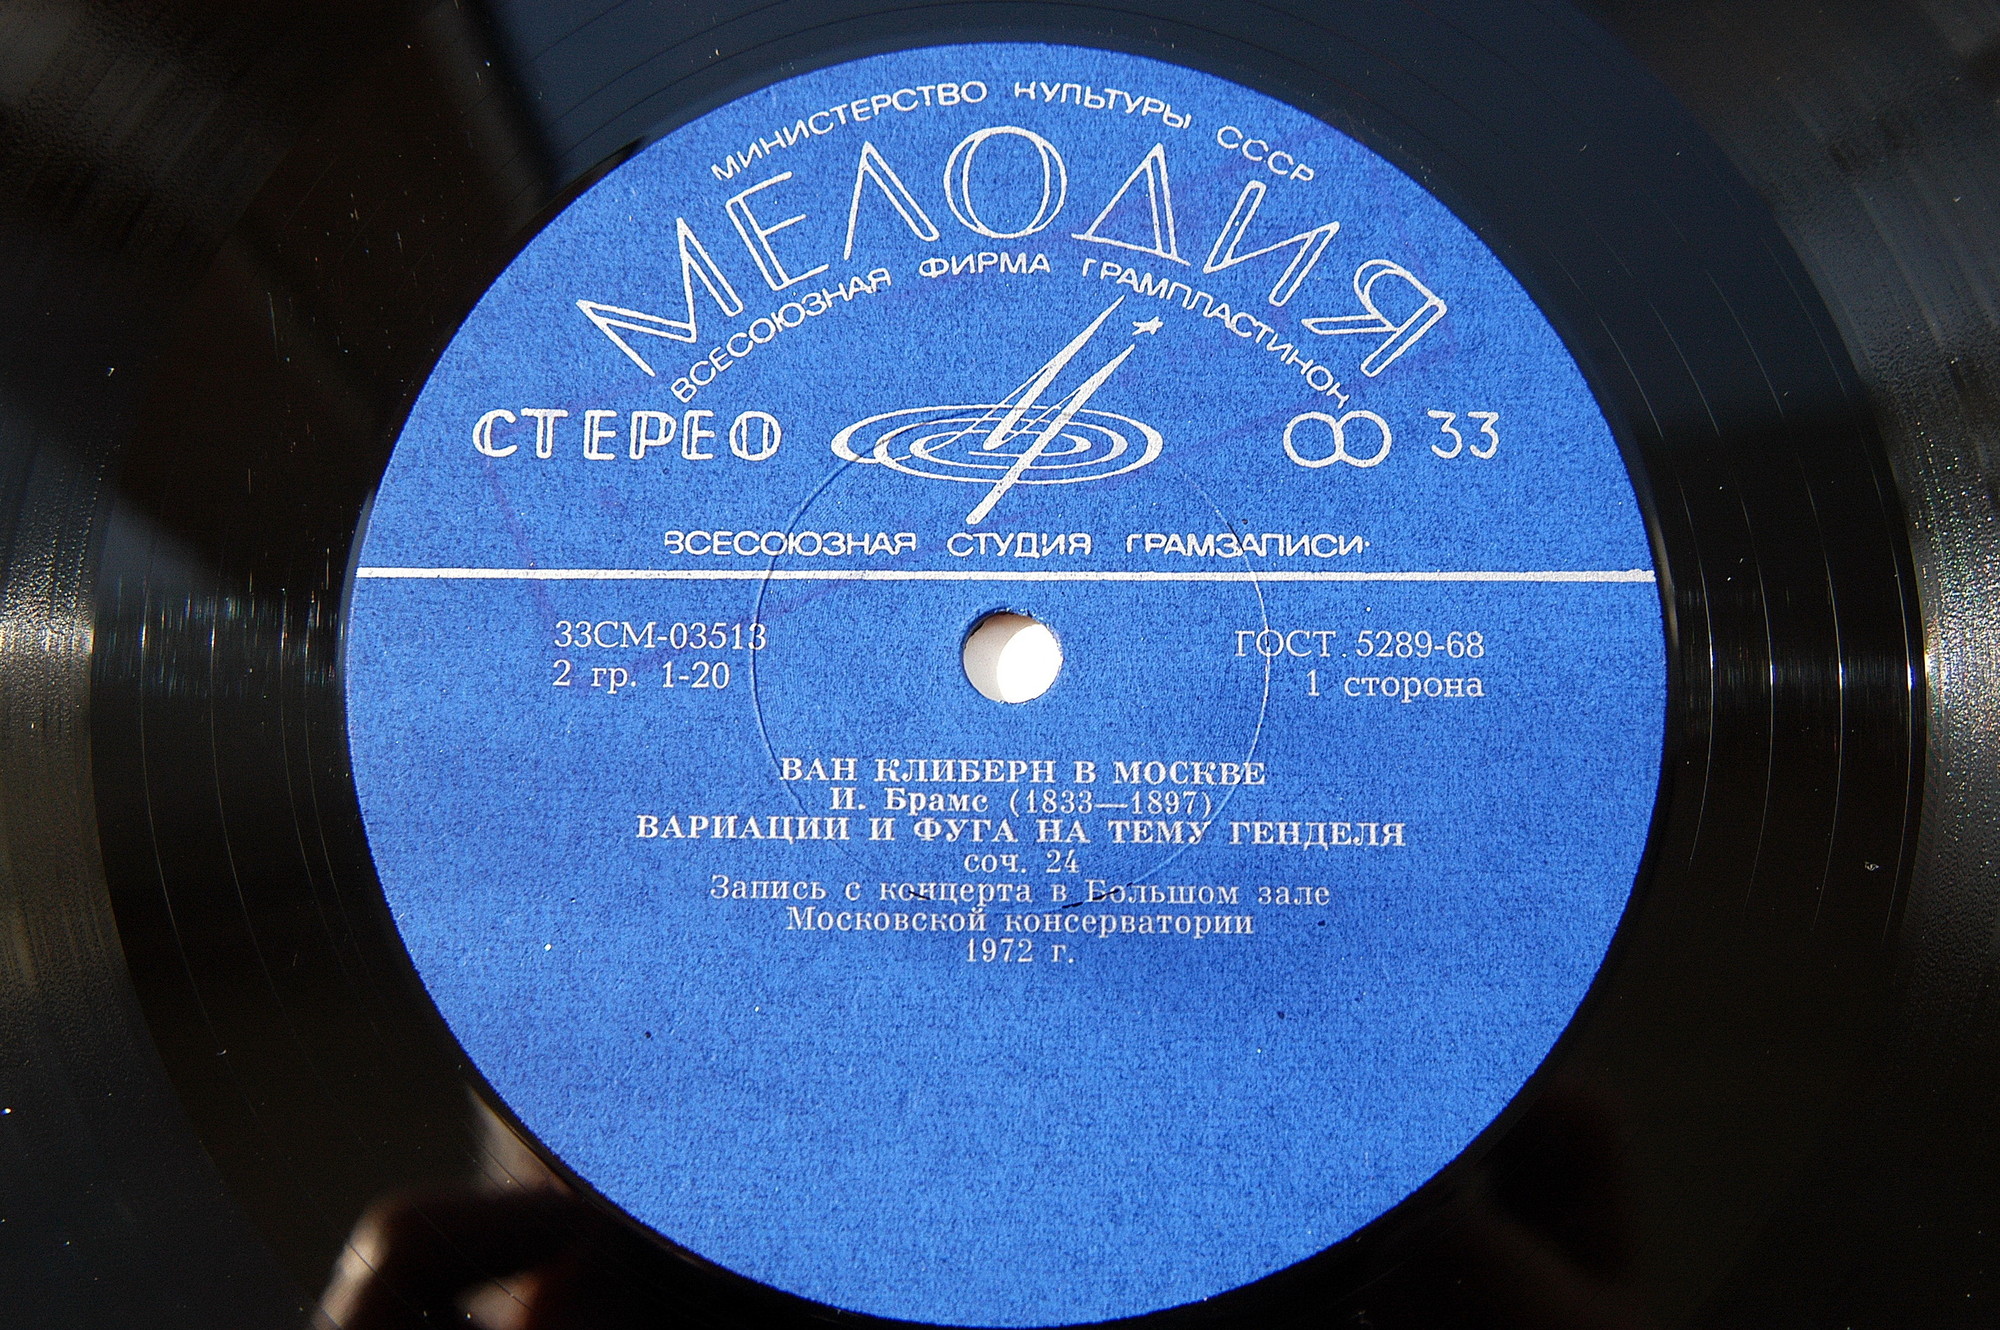 МИНИСТЕРСТВО КУЛЬТУРЫ СССР
МЕЛОДИЯ
ВСЕСОЮЗНАЯ ФИРМА ГРАМПЛАСТИНОК
СТЕРЕО 33
ВСЕСОЮЗНАЯ СТУДИЯ ГРАМЗАПИСИ
33СМ-03513 ГОСТ. 5289-68
2 гр. 1-20 1 сторона
ВАН КЛИБЕРН В МОСКВЕ
И. Брамс (1833—1897)
ВАРИАЦИИ И ФУГА НА ТЕМУ ГЕНДЕЛЯ
соч. 24
Запись с концерта в Большом зале
Московской консерватории
1972 г.